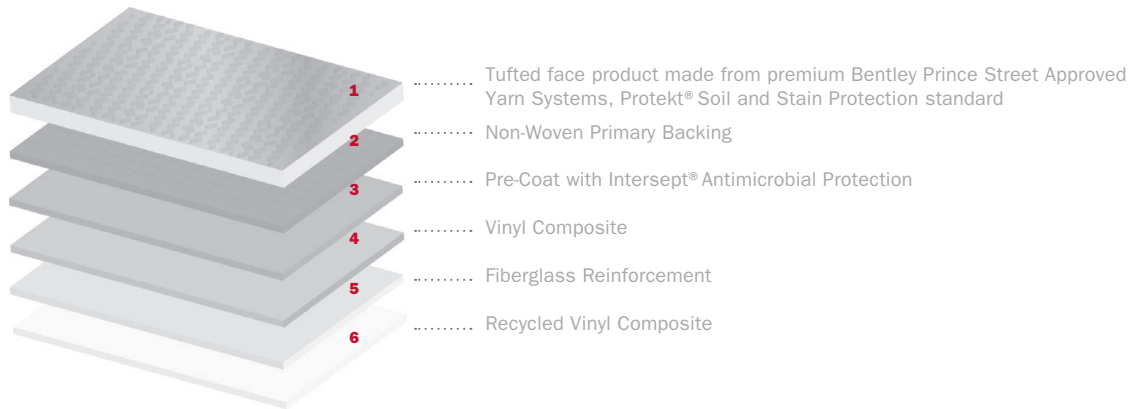 1 Tufted face product made from premium Bentley Prince Street Approved
Yarn Systems, Protekt® Soil and Stain Protection standard
2 Non-Woven Primary Backing
3 Pre-Coat with Intersept® Antimicrobial Protection
4 Vinyl Composite
5 Fiberglass Reinforcement
6 Recycled Vinyl Composite